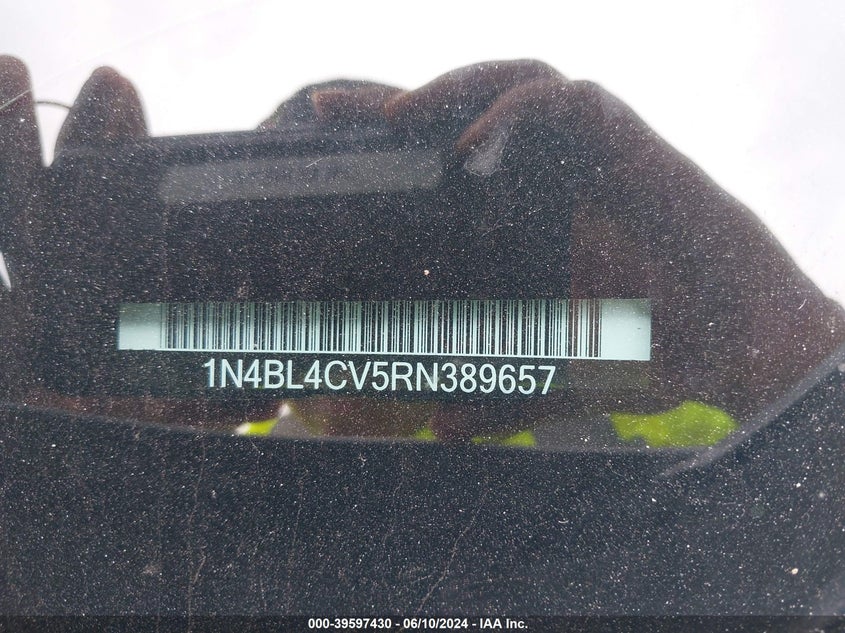 1N4BL4CV5RN389657
000-39597430 - 06/10/2024 - IAA Inc.